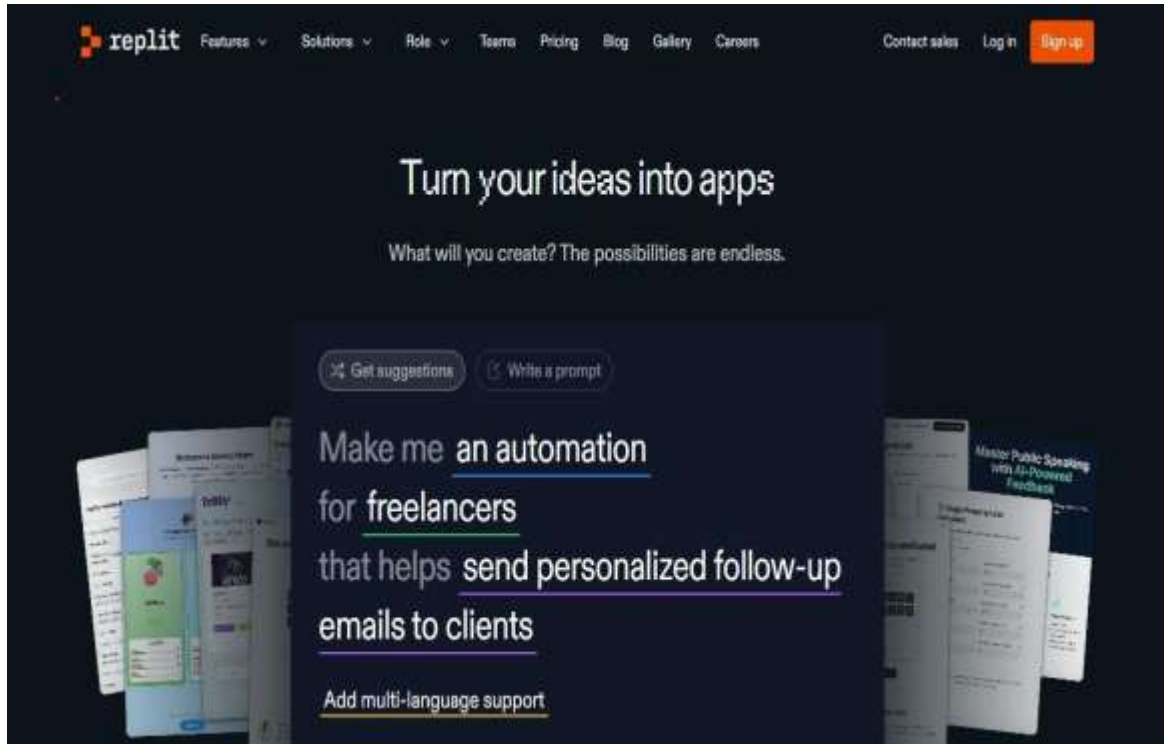 replit Features Solutions Role Teams Pricing Blog Gallery Careers Contact sales Log in Sign up
Turn your ideas into apps
What will you create? The possibilities are endless.
Get suggestions Write a prompt
Make me an automation
for freelancers
that helps send personalized follow-up
emails to clients
Add multi-language support
Master Public Speaking
with AI-Powered
Feedback